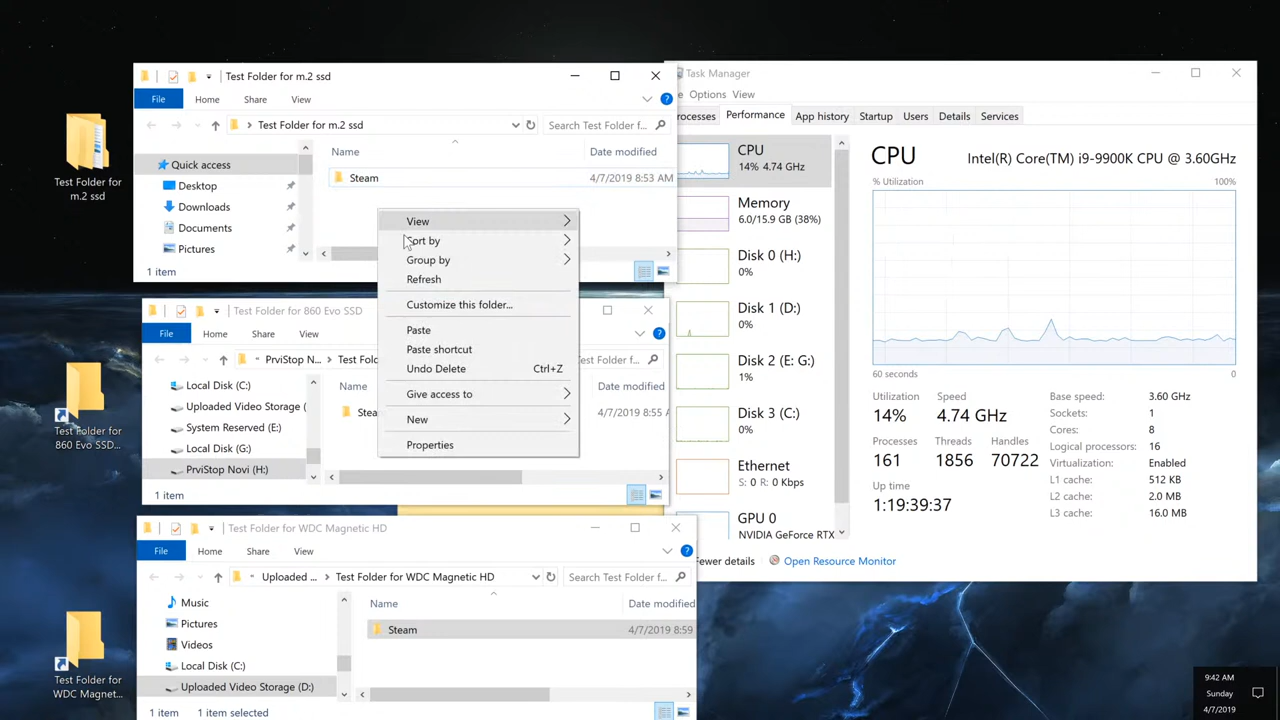 Test Folder for
m.2 ssd
Test Folder for
860 Evo SSD...
Test Folder for
WDC Magnet...
Test Folder for m.2 ssd
File Home Share View
Test Folder for m.2 ssd
Search Test Folder f...
Name Date modified
Quick access
Desktop
Downloads
Documents
Pictures
Steam 4/7/2019 8:53 AM
1 item
View
Sort by
Group by
Refresh
Customize this folder...
Paste
Paste shortcut
Undo Delete Ctrl+Z
Give access to
New
Properties
Test Folder for 860 Evo SSD
File Home Share View
PrviStop N...
Name
Local Disk (C:)
Uploaded Video Storage (
System Reserved (E:)
Local Disk (G:)
PrviStop Novi (H:)
1 item
Test Folder for WDC Magnetic HD
File Home Share View
Uploaded ... Test Folder for WDC Magnetic HD
Search Test Folder f...
Name Date modified
Music
Pictures
Videos
Local Disk (C:)
Uploaded Video Storage (D:)
Steam 4/7/2019 8:59
1 item 1 item selected
Task Manager
Options View
Performance App history Startup Users Details Services
CPU
14% 4.74 GHz
Memory
6.0/15.9 GB (38%)
Disk 0 (H:)
0%
Disk 1 (D:)
0%
Disk 2 (E: G:)
1%
Disk 3 (C:)
0%
Ethernet
S: 0 R: 0 Kbps
GPU 0
NVIDIA GeForce RTX
CPU Intel(R) Core(TM) i9-9900K CPU @ 3.60GHz
% Utilization 100%
60 seconds 0
Utilization Speed
14% 4.74 GHz
Processes Threads Handles
161 1856 70722
Up time
1:19:39:37
Base speed: 3.60 GHz
Sockets: 1
Cores: 8
Logical processors: 16
Virtualization: Enabled
L1 cache: 512 KB
L2 cache: 2.0 MB
L3 cache: 16.0 MB
Fewer details Open Resource Monitor
9:42 AM
Sunday
4/7/2019